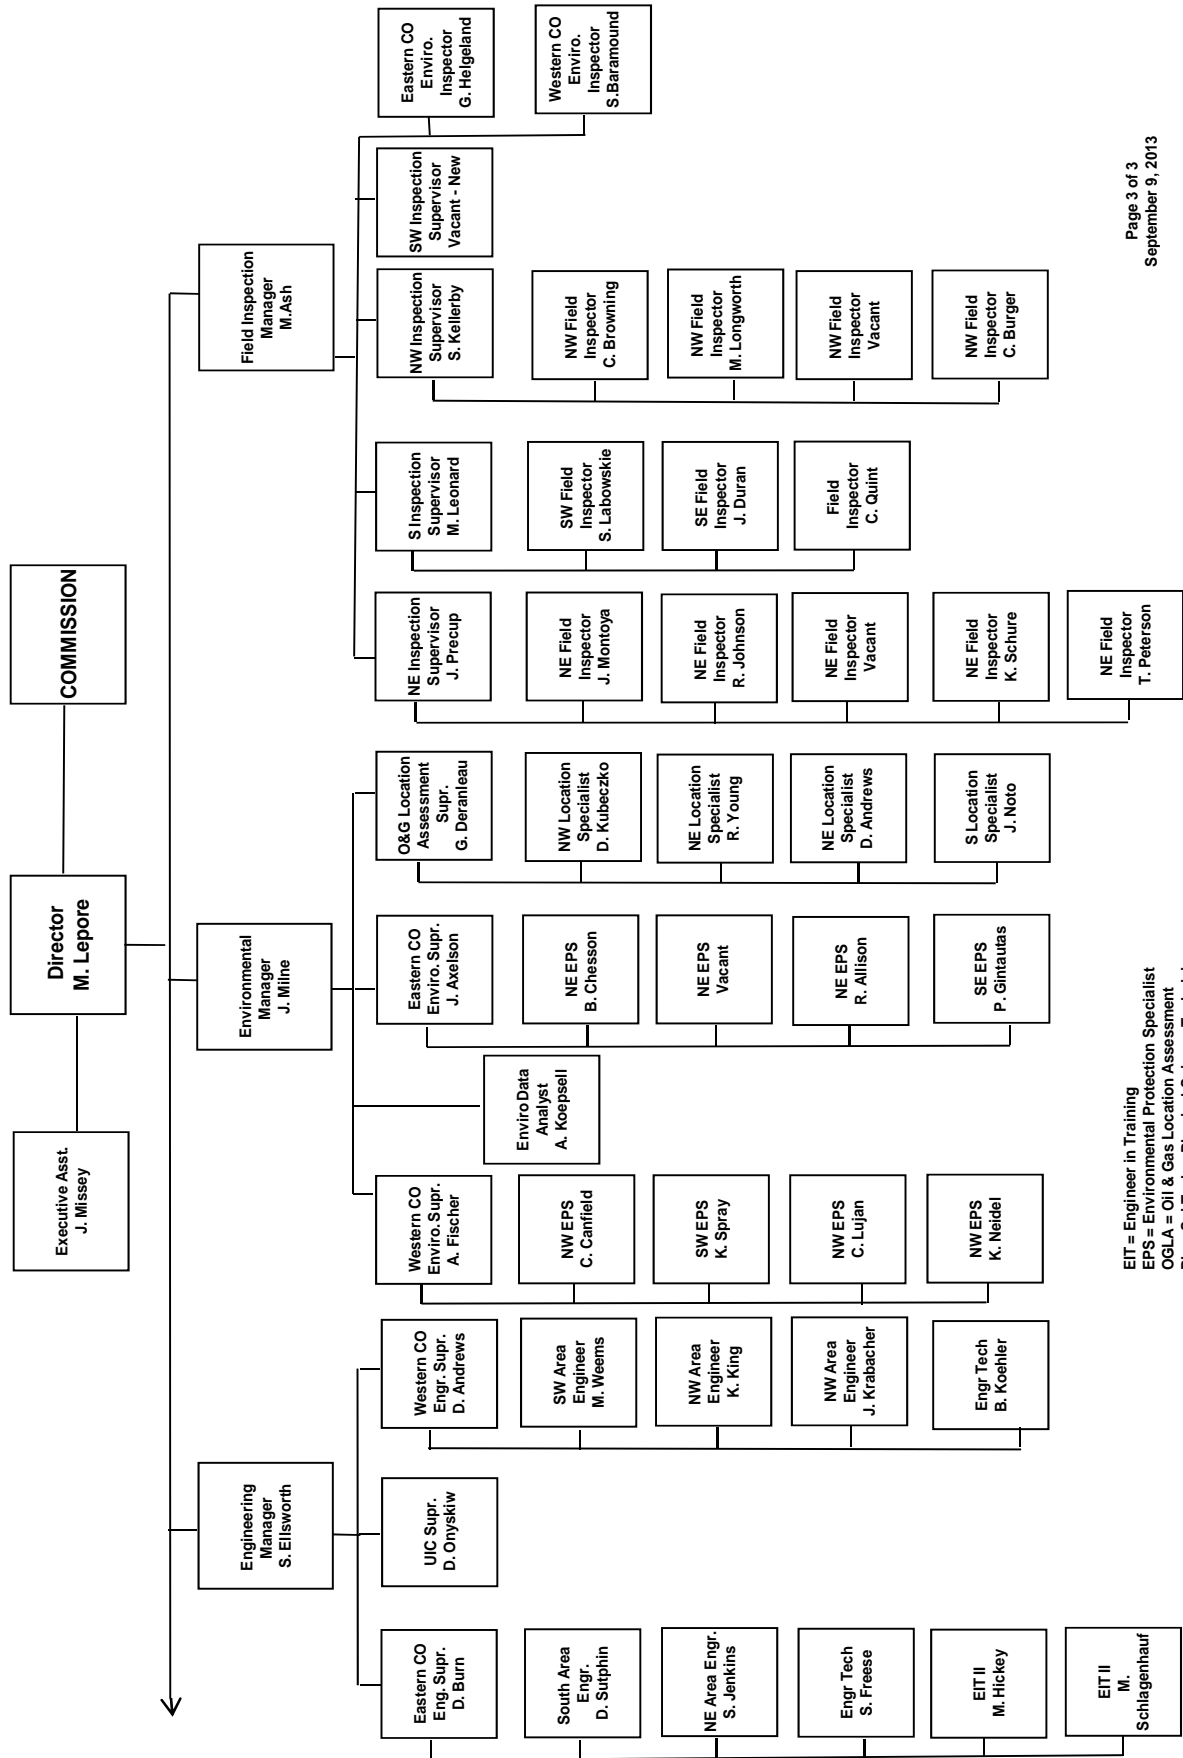 COMMISSION
Director
M. Lepore
Executive Asst.
J. Missey
Engineering
Manager
S. Ellsworth
Environmental
Manager
J. Milne
Field Inspection
Manager
M.Ash
Eastern CO
Eng. Supr.
D. Burn
South Area
Engr.
D. Sutphin
NE Area Engr.
S. Jenkins
Engr Tech
S. Freese
EIT II
M. Hickey
EIT II
M.
Schlagenhauf
UIC Supr.
D. Onyskiw
Western CO
Engr. Supr.
D. Andrews
SW Area
Engineer
M. Weems
NW Area
Engineer
K. King
NW Area
Engineer
J. Krabacher
Engr Tech
B. Koehler
Western CO
Enviro. Supr.
A. Fischer
NW EPS
C. Canfield
SW EPS
K. Spray
NW EPS
C. Lujan
NW EPS
K. Neidel
Enviro Data
Analyst
A. Koepsell
Eastern CO
Enviro. Supr.
J. Axelson
NE EPS
B. Chesson
NE EPS
Vacant
NE EPS
R. Allison
SE EPS
P. Gintautas
O&G Location
Assessment
Supr.
G. Deranleau
NW Location
Specialist
D. Kubeczko
NE Location
Specialist
R. Young
NE Location
Specialist
D. Andrews
S Location
Specialist
J. Noto
NE Inspection
Supervisor
J. Precup
NE Field
Inspector
J. Montoya
NE Field
Inspector
R. Johnson
NE Field
Inspector
Vacant
NE Field
Inspector
K. Schure
NE Field
Inspector
T. Peterson
S Inspection
Supervisor
M. Leonard
SW Field
Inspector
S. Labowskie
SE Field
Inspector
J. Duran
Field
Inspector
C. Quint
NW Inspection
Supervisor
S. Kellerby
NW Field
Inspector
C. Browning
NW Field
Inspector
M. Longworth
NW Field
Inspector
Vacant
NW Field
Inspector
C. Burger
SW Inspection
Supervisor
Vacant - New
Eastern CO
Enviro.
Inspector
G. Helgeland
Western CO
Enviro.
Inspector
S.Baramound
EIT = Engineer in Training
EPS = Environmental Protection Specialist
OGLA = Oil & Gas Location Assessment
Page 3 of 3
September 9, 2013